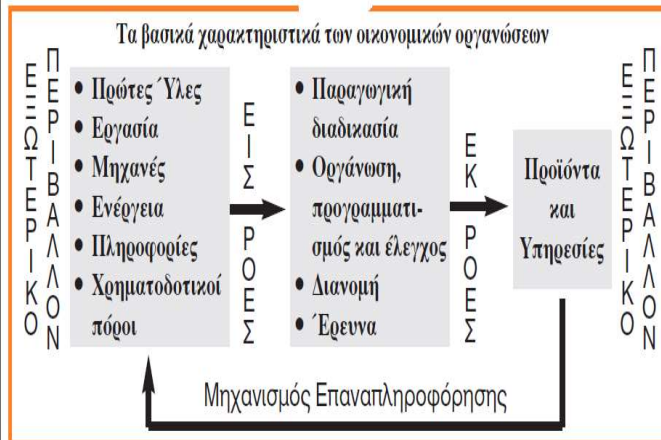 Τα βασικά χαρακτηριστικά των οικονομικών οργανώσεων
ΕΞΩΤΕΡΙΚΟ
ΠΕΡΙΒΑΛΛΟΝ
• Πρώτες Ύλες
• Εργασία
• Μηχανές
• Ενέργεια
• Πληροφορίες
• Χρηματοδοτικοί
πόροι
ΕΙΣΡΟΕΣ
• Παραγωγική
διαδικασία
• Οργάνωση,
προγραμματι-
σμός και έλεγχος
• Διανομή
• Έρευνα
ΕΚΡΟΕΣ
Προϊόντα
και
Υπηρεσίες
ΕΞΩΤΕΡΙΚΟ
ΠΕΡΙΒΑΛΛΟΝ
Μηχανισμός Επαναπληροφόρησης